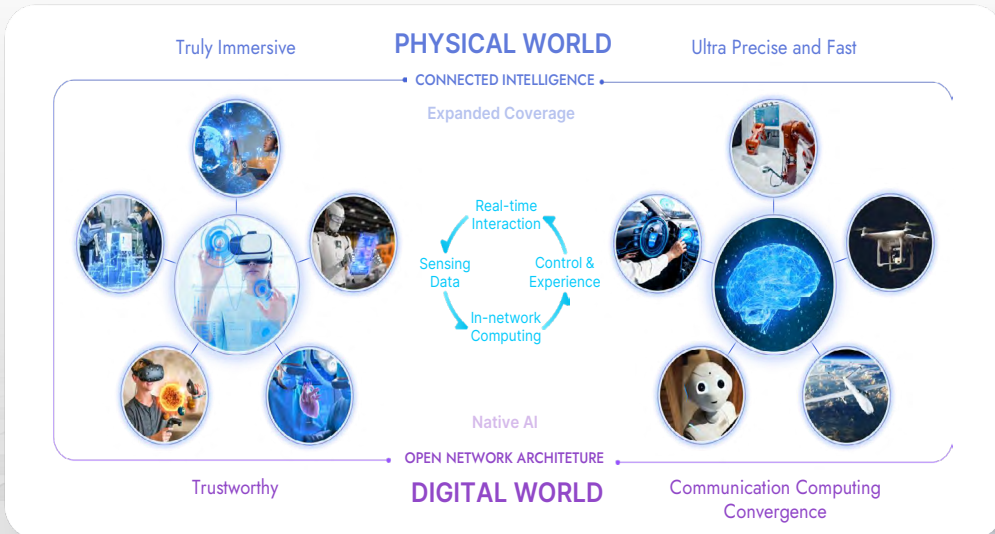 Truly Immersive
PHYSICAL WORLD
Ultra Precise and Fast
CONNECTED INTELLIGENCE
Expanded Coverage
Real-time
Interaction
Sensing
Data
Control &
Experience
In-network
Computing
Native AI
OPEN NETWORK ARCHITETURE
Trustworthy
DIGITAL WORLD
Communication Computing
Convergence